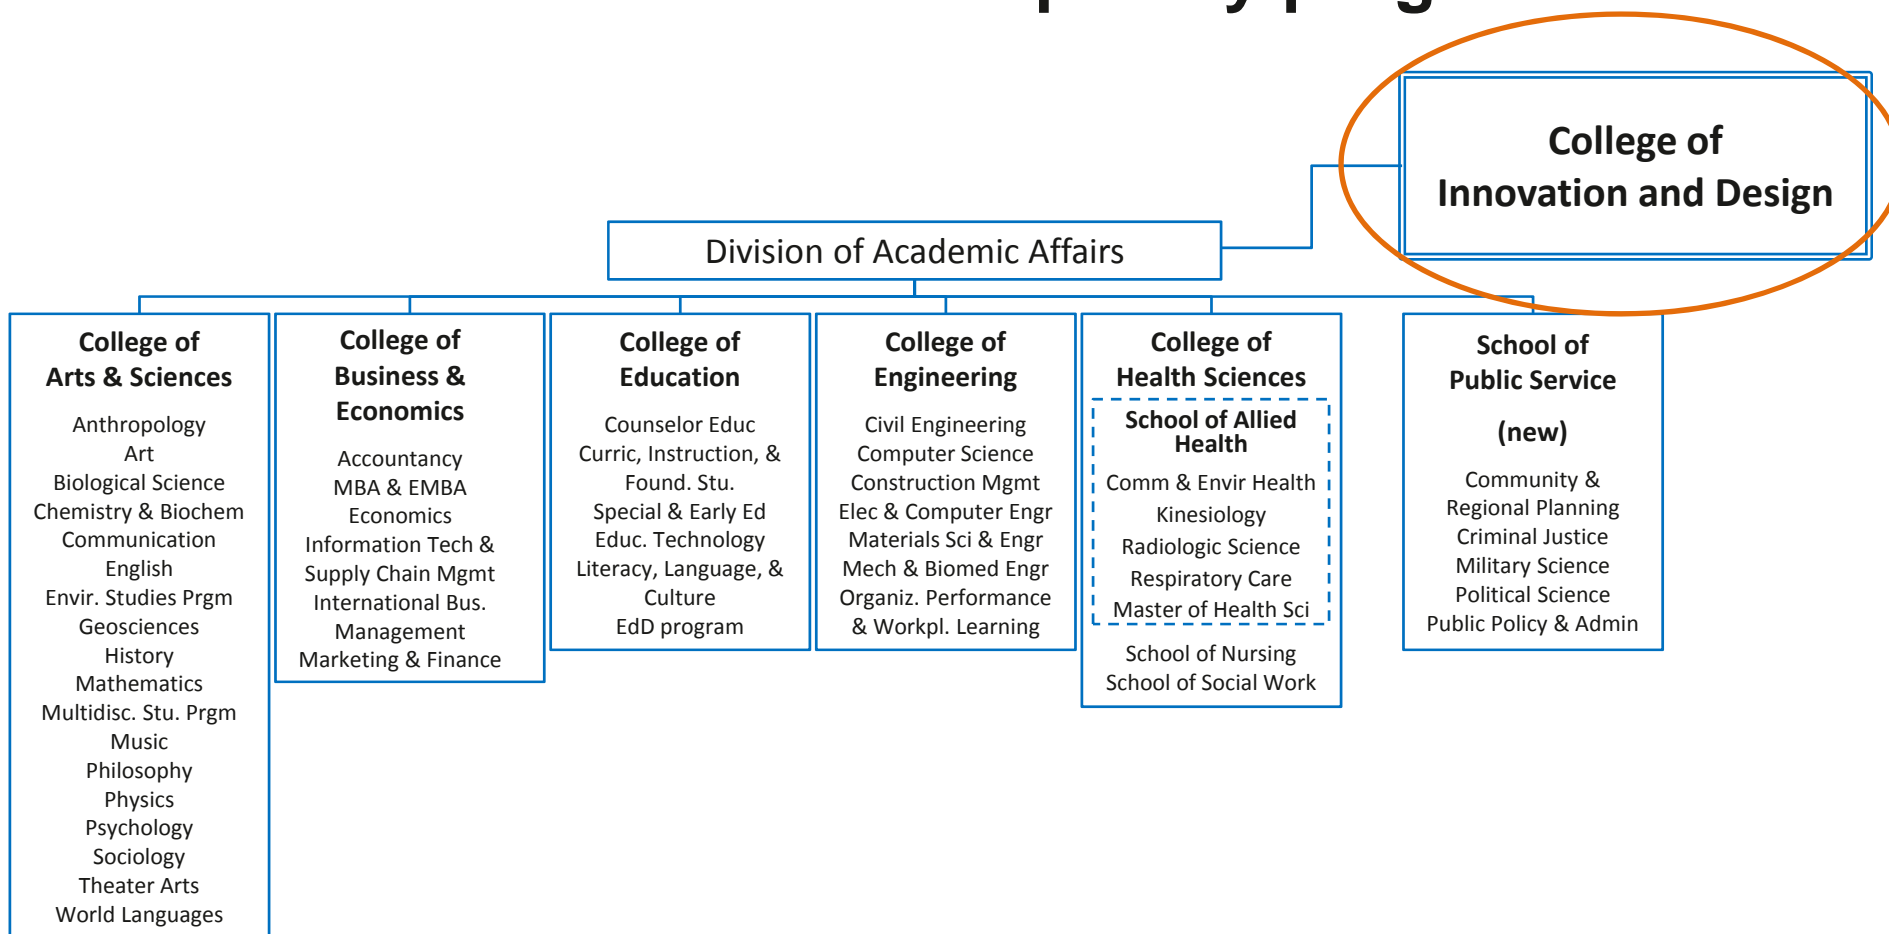 College of
Innovation and Design
Division of Academic Affairs
College of
Arts & Sciences
Anthropology
Art
Biological Science
Chemistry & Biochem
Communication
English
Envir. Studies Prgm
Geosciences
History
Mathematics
Multidisc. Stu. Prgm
Music
Philosophy
Physics
Psychology
Sociology
Theater Arts
World Languages
College of
Business &
Economics
Accountancy
MBA & EMBA
Economics
Information Tech &
Supply Chain Mgmt
International Bus.
Management
Marketing & Finance
College of
Education
Counselor Educ
Curric, Instruction, &
Found. Stu.
Special & Early Ed
Educ. Technology
Literacy, Language, &
Culture
EdD program
College of
Engineering
Civil Engineering
Computer Science
Construction Mgmt
Elec & Computer Engr
Materials Sci & Engr
Mech & Biomed Engr
Organiz. Performance
& Workpl. Learning
College of
Health Sciences
School of Allied
Health
Comm & Envir Health
Kinesiology
Radiologic Science
Respiratory Care
Master of Health Sci
School of Nursing
School of Social Work
School of
Public Service
(new)
Community &
Regional Planning
Criminal Justice
Military Science
Political Science
Public Policy & Admin